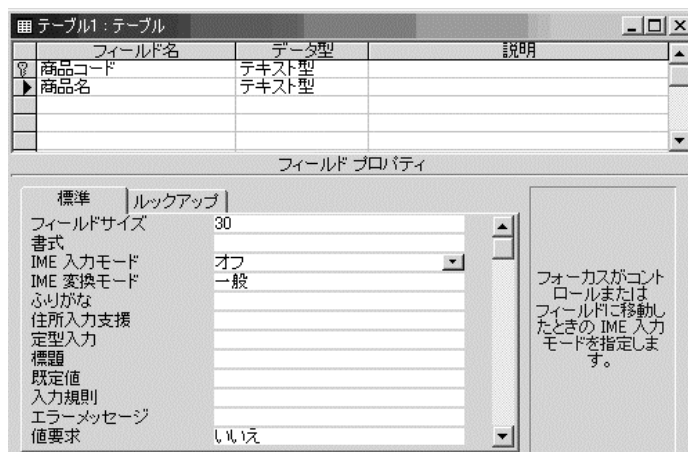 テーブル1 : テーブル
フィールド名 データ型 説明
商品コード テキスト型
商品名 テキスト型
フィールド プロパティ
標準 ルックアップ
フィールドサイズ 30
書式
IME 入力モード オフ
IME 変換モード 一般
ふりがな
住所入力支援
定型入力
標題
既定値
入力規則
エラーメッセージ
値要求 いいえ
フォーカスがコント
ロールまたは
フィールドに移動し
たときの IME 入力
モードを指定しま
す。